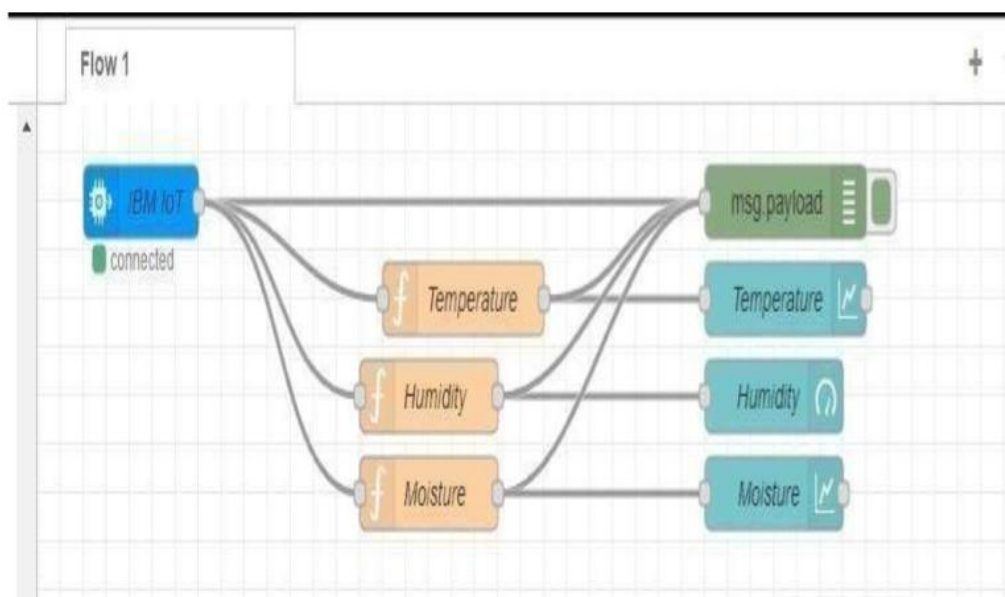 Flow 1
IBM IoT
msg.payload
connected
Temperature
Temperature
Humidity
Humidity
Moisture
Moisture